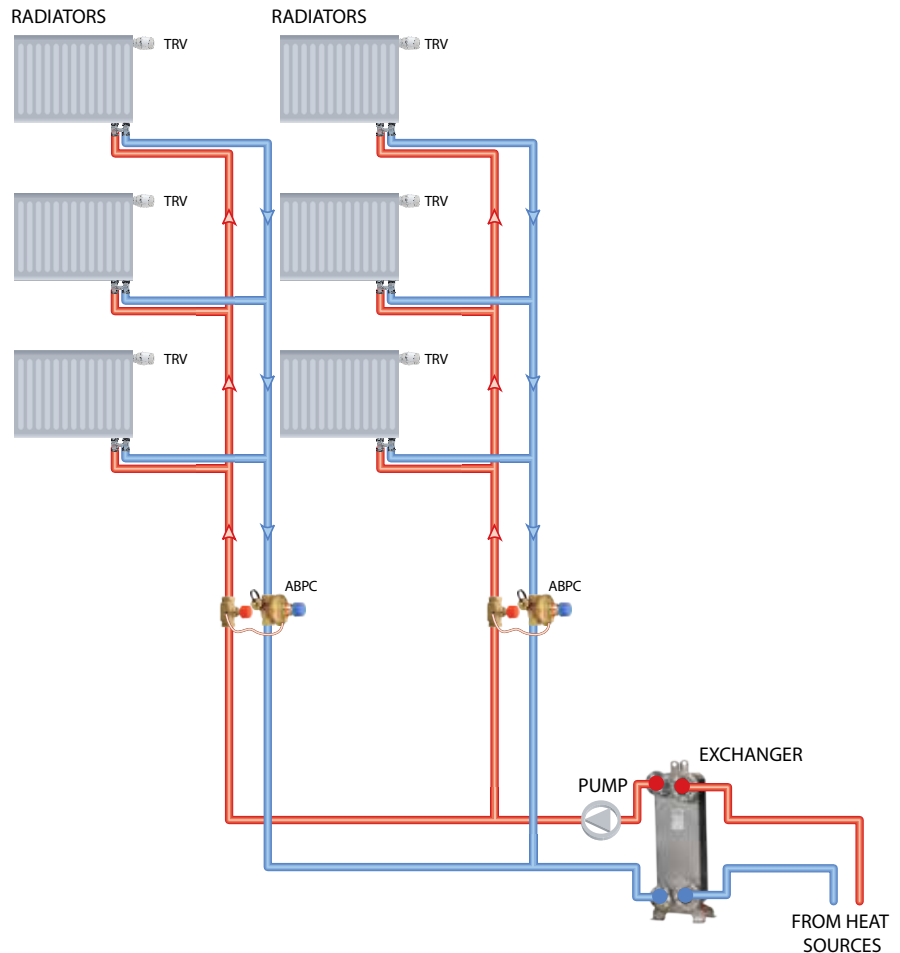 RADIATORS
RADIATORS
TRV
TRV
TRV
TRV
TRV
TRV
ABPC
ABPC
EXCHANGER
PUMP
FROM HEAT
SOURCES